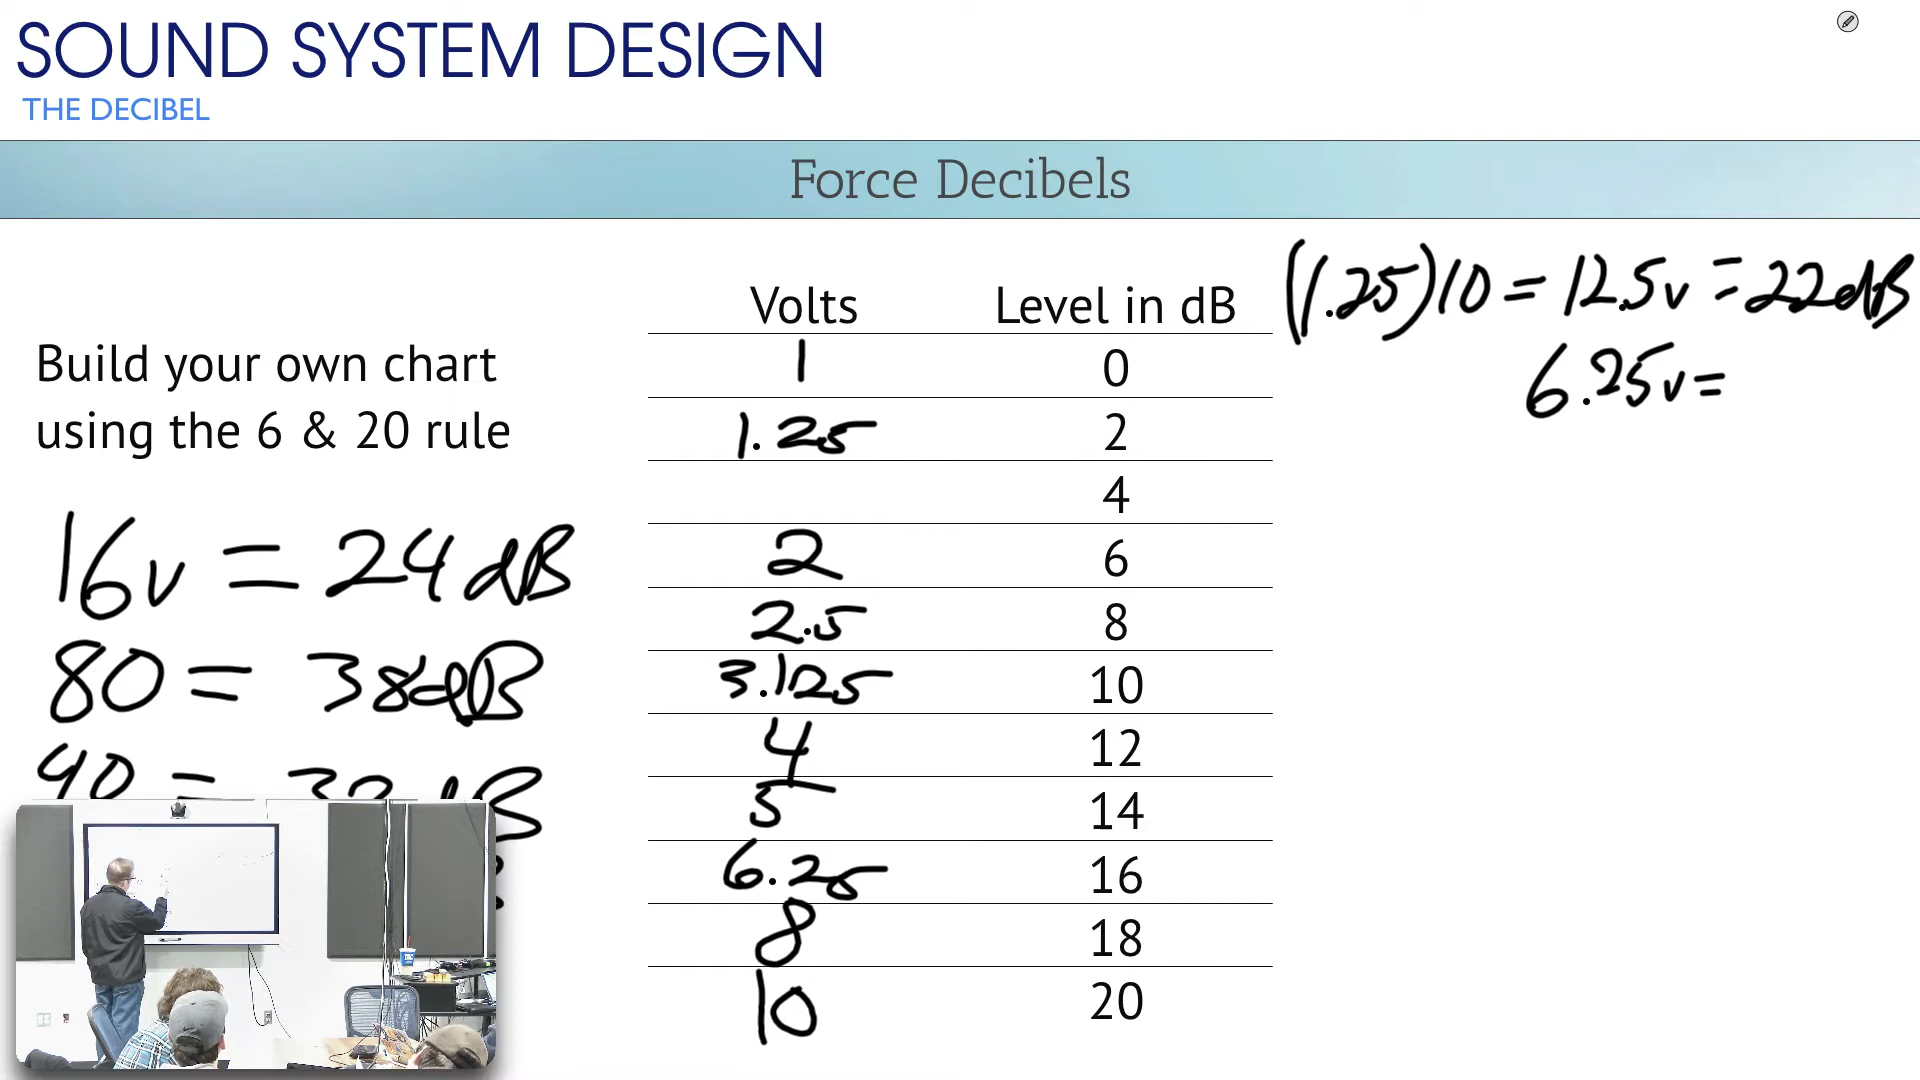 SOUND SYSTEM DESIGN
THE DECIBEL
Force Decibels
Build your own chart
using the 6 & 20 rule
16v = 24dB
80 = 38dB
40 = 32dB
Volts Level in dB
1 0
1.25 2
4
2 6
2.5 8
3.125 10
4 12
5 14
6.25 16
8 18
10 20
(1.25)10 = 12.5v = 22dB
6.25v =